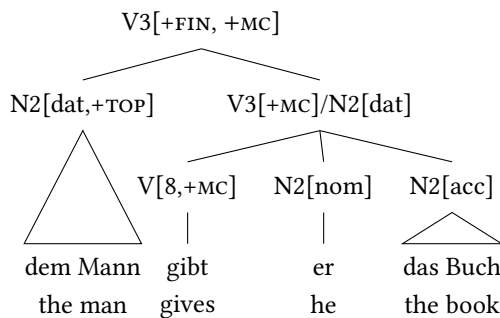 V3[+FIN, +MC]
N2[dat,+TOP] V3[+MC]/N2[dat]
V[8,+MC] N2[nom] N2[acc]
dem Mann gibt er das Buch
the man gives he the book